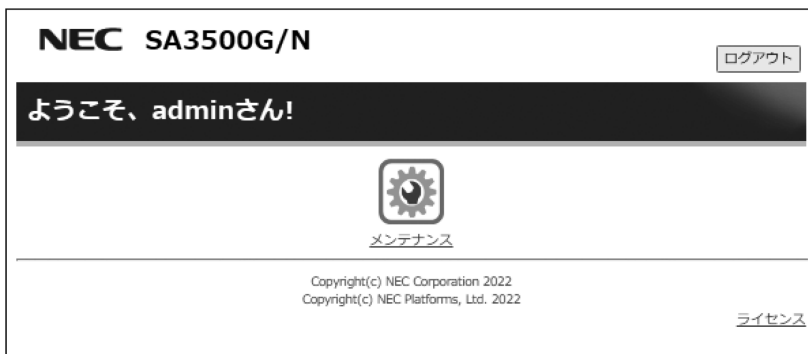 NEC SA3500G/N
ログアウト
ようこそ、adminさん!
メンテナンス
Copyright(c) NEC Corporation 2022
Copyright(c) NEC Platforms, Ltd. 2022
ライセンス